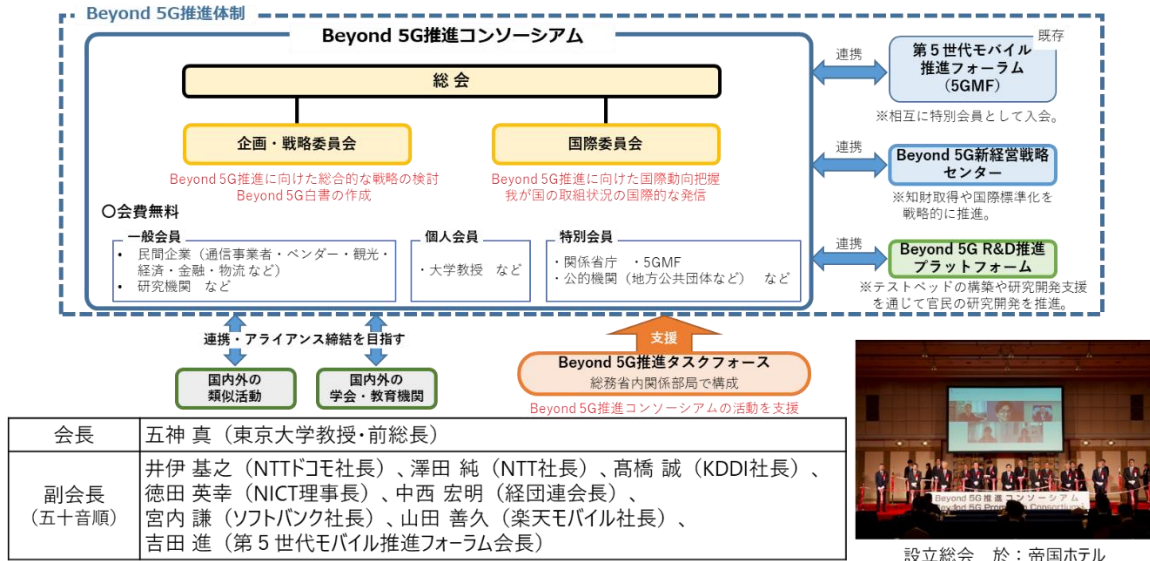 Beyond 5G推進体制
Beyond 5G推進コンソーシアム
総 会
企画・戦略委員会
Beyond 5G推進に向けた総合的な戦略の検討
Beyond 5G白書の作成
国際委員会
Beyond 5G推進に向けた国際動向把握
我が国の取組状況の国際的な発信
〇会費無料
一般会員
• 民間企業（通信事業者・ベンダー・観光・
経済・金融・物流 など）
• 研究機関 など
個人会員
・大学教授 など
特別会員
・関係省庁 ・5GMF
・公的機関（地方公共団体など） など
連携
既存
第５世代モバイル
推進フォーラム
（5GMF）
※相互に特別会員として入会。
連携
Beyond 5G新経営戦略
センター
※知財取得や国際標準化を
戦略的に推進。
連携
Beyond 5G R&D推進
プラットフォーム
※テストベッドの構築や研究開発支援
を通じて官民の研究開発を推進。
連携・アライアンス締結を目指す
国内外の
類似活動
国内外の
学会・教育機関
支援
Beyond 5G推進タスクフォース
総務省内関係部局で構成
Beyond 5G推進コンソーシアムの活動を支援
会長
五神 真（東京大学教授・前総長）
副会長
（五十音順）
井伊 基之（NTTドコモ社長）、澤田 純（NTT社長）、髙橋 誠（KDDI社長）、
徳田 英幸（NICT理事長）、中西 宏明（経団連会長）、
宮内 謙（ソフトバンク社長）、山田 善久（楽天モバイル社長）、
吉田 進（第５世代モバイル推進フォーラム会長）
Beyond 5G推進コンソーシアム
Beyond 5G Promotion Consortium
設立総会 於：帝国ホテル